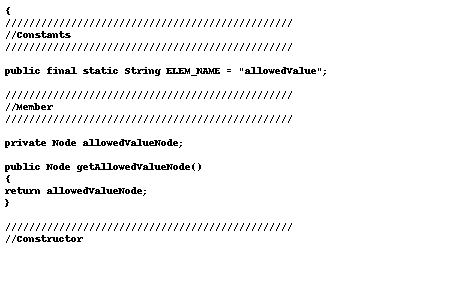 {
////////////////////////////////////////////////
//Constants
////////////////////////////////////////////////
public final static String ELEM_NAME = "allowedValue";
////////////////////////////////////////////////
//Member
////////////////////////////////////////////////
private Node allowedValueNode;
public Node getAllowedValueNode()
{
return allowedValueNode;
}
////////////////////////////////////////////////
//Constructor